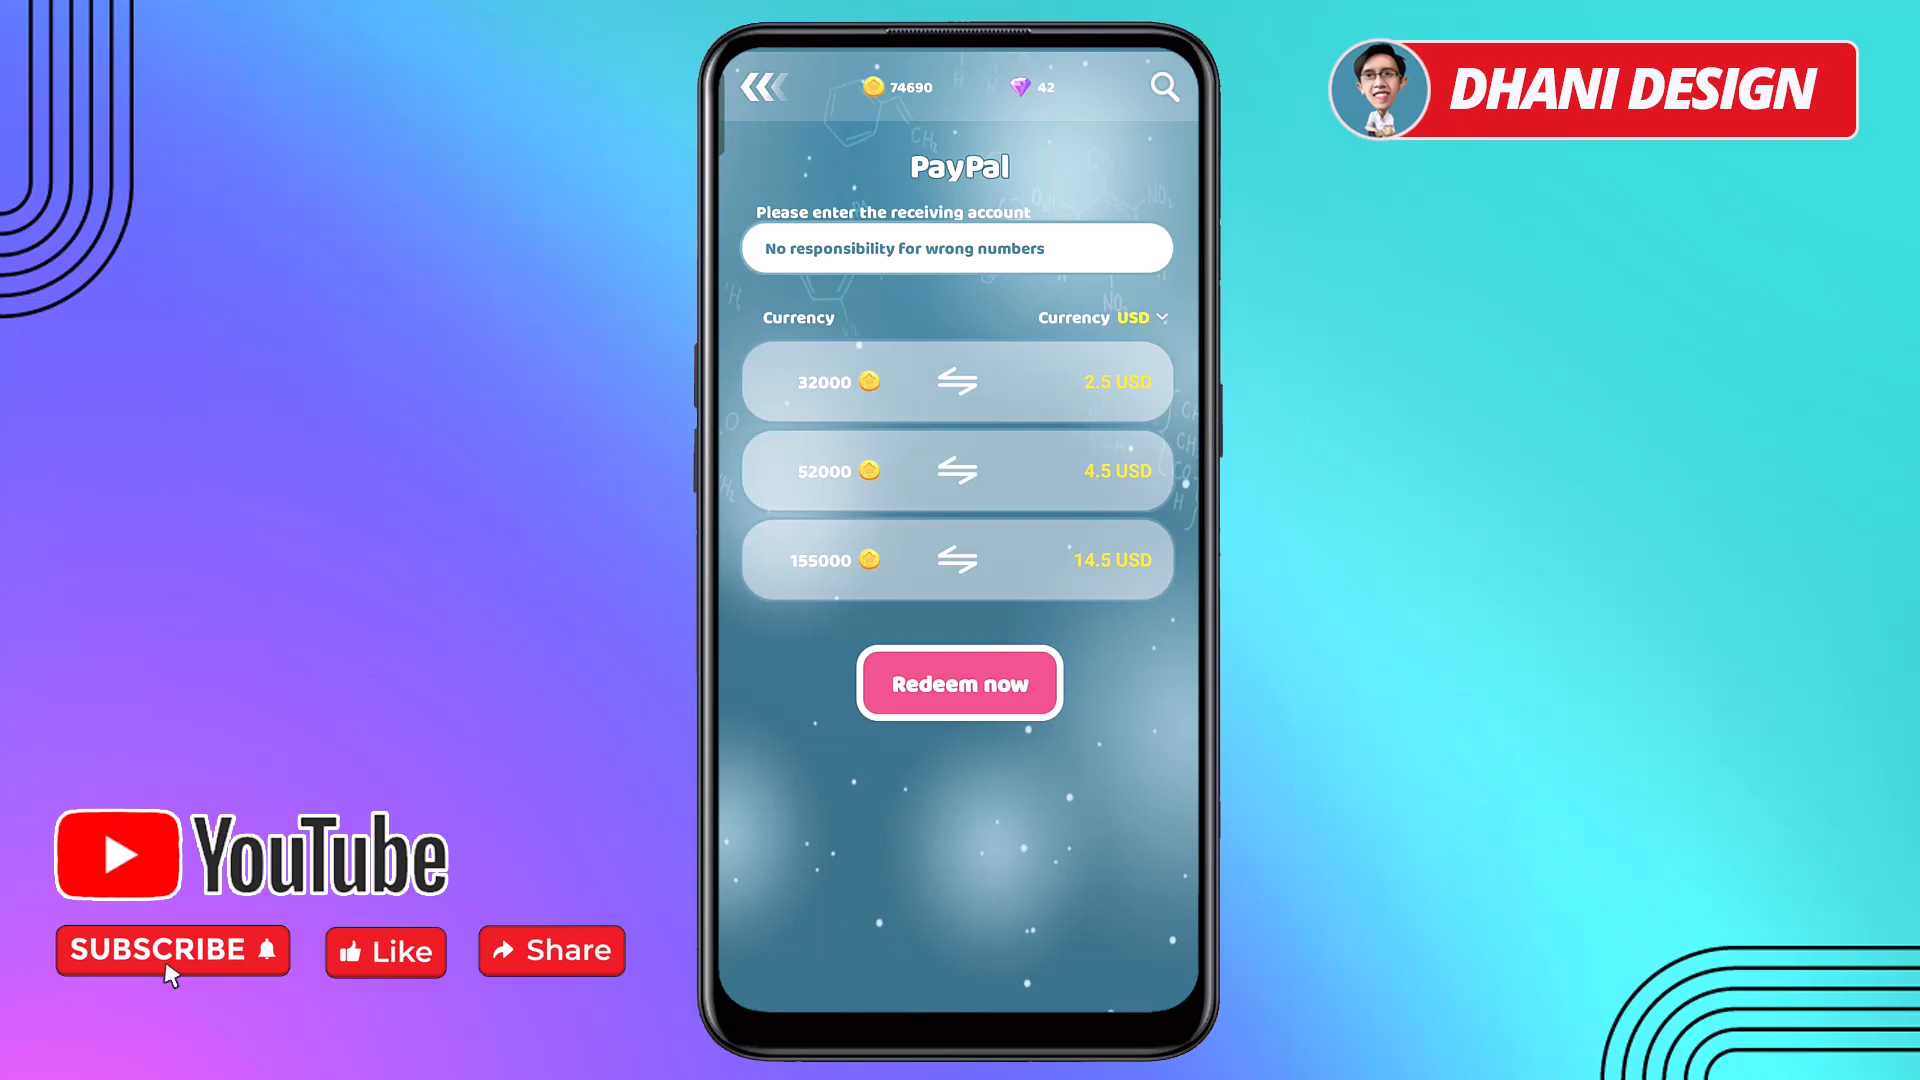 74690
42
DHANI DESIGN
PayPal
Please enter the receiving account
No responsibility for wrong numbers
Currency
Currency USD
32000
2.5 USD
52000
4.5 USD
155000
14.5 USD
Redeem now
YouTube
SUBSCRIBE
Like
Share